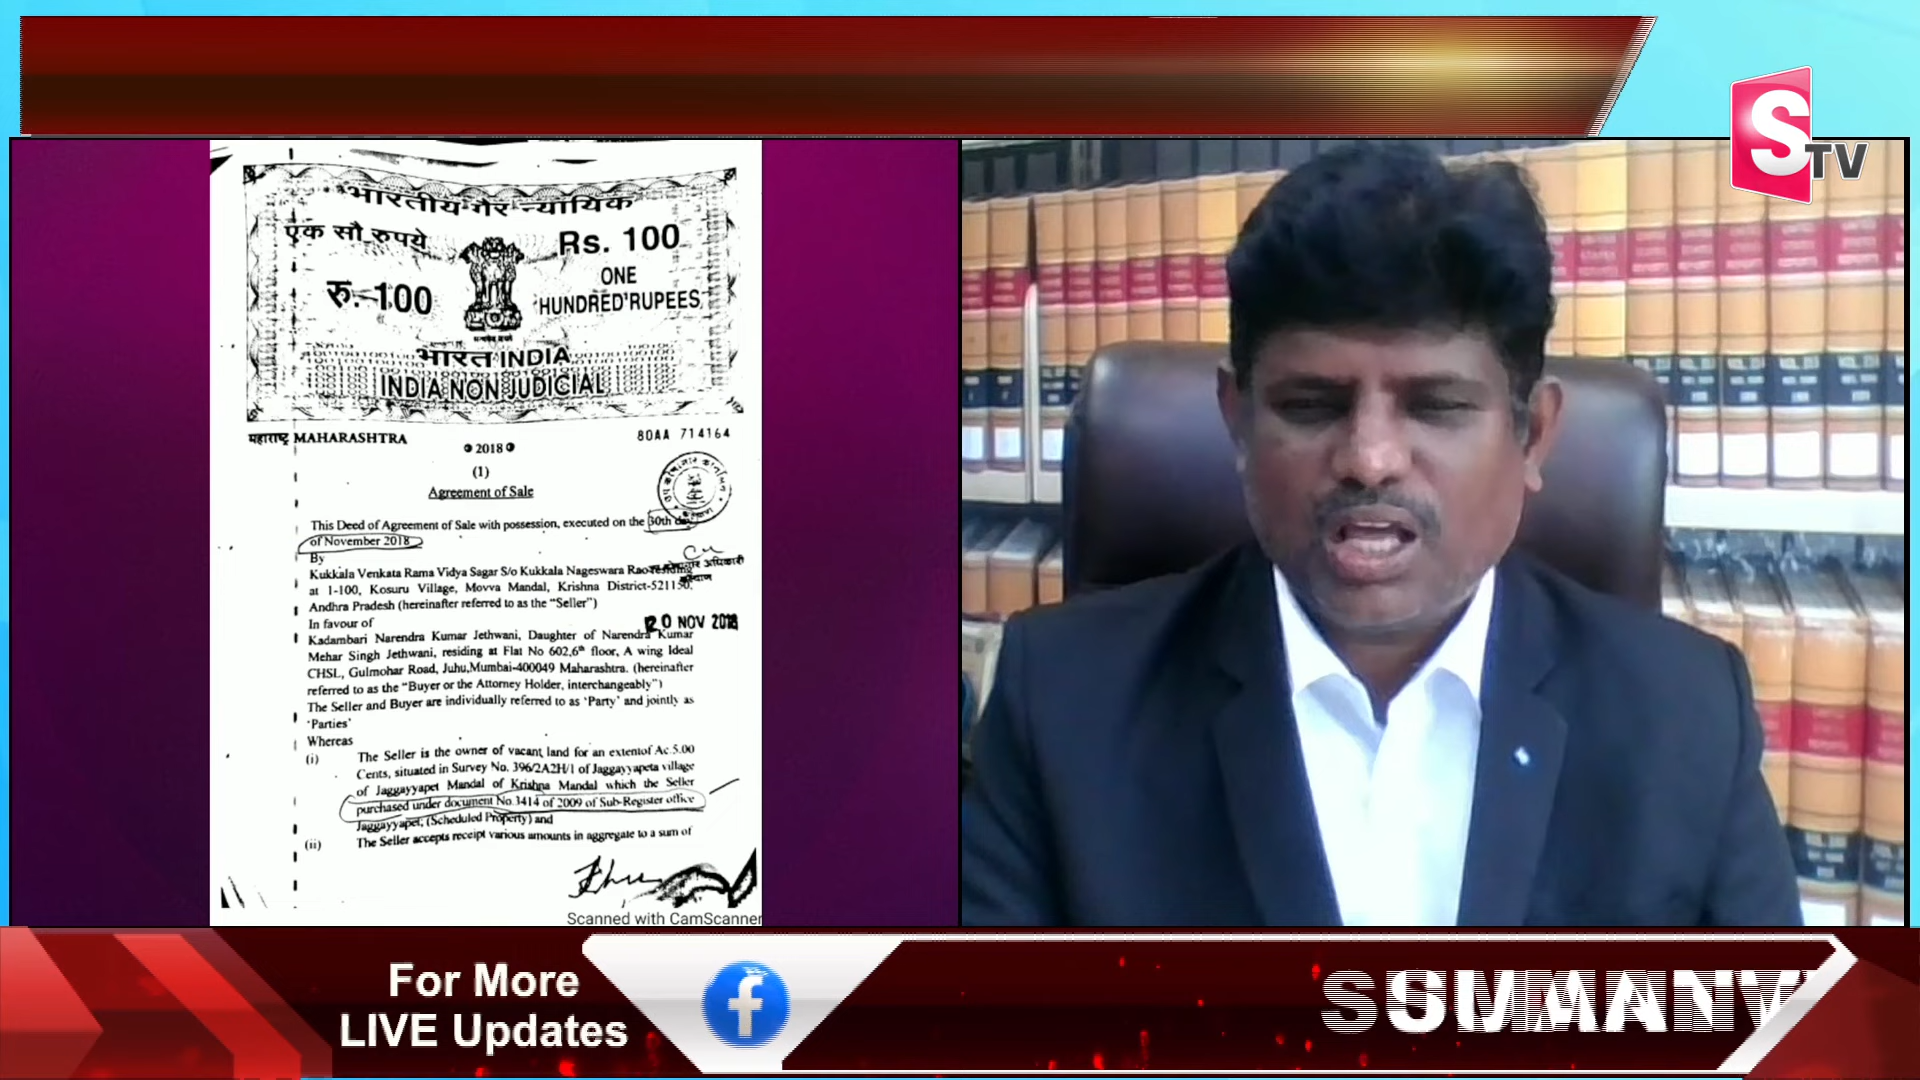 S TV
भारतीय गैर न्यायिक
एक सौ रुपये
Rs. 100
रु. 100
ONE
HUNDRED RUPEES
भारत INDIA
INDIA NON JUDICIAL
महाराष्ट्र MAHARASHTRA
80AA 714164
2018
(1)
Agreement of Sale
This Deed of Agreement of Sale with possession, executed on the 30th
of November 2018
By
Kukkala Venkata Rama Vidya Sagar S/o Kukkala Nageswara Rao residing
at 1-100, Kosuru Village, Movva Mandal, Krishna District-521150,
Andhra Pradesh (hereinafter referred to as the “Seller”)
In favour of
20 NOV 2018
Kadambari Narendra Kumar Jethwani, Daughter of Narendra Kumar
Mehar Singh Jethwani, residing at Flat No 602,6th floor, A wing Ideal
CHSL, Gulmohar Road, Juhu,Mumbai-400049 Maharashtra. (hereinafter
referred to as the “Buyer or the Attorney Holder, interchangeably”)
The Seller and Buyer are individually referred to as ‘Party’ and jointly as
‘Parties’
Whereas
(i) The Seller is the owner of vacant land for an extentof Ac.5.00
Cents, situated in Survey No. 396/2A2H/1 of Jaggayyapeta village
of Jaggayyapet Mandal of Krishna Mandal which the Seller
purchased under document No.3414 of 2009 of Sub-Register office
Jaggayyapet, (Scheduled Property) and
(ii) The Seller accepts receipt various amounts in aggregate to a sum of
Scanned with CamScanner
For More
LIVE Updates
f